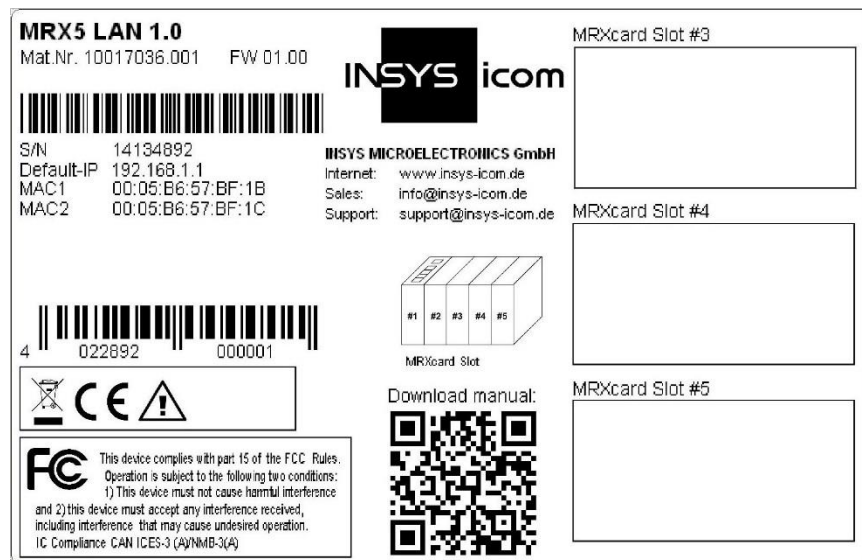 MRX5 LAN 1.0
Mat.Nr. 10017036.001 FW 01.00
S/N 14134892
Default-IP 192.168.1.1
MAC1 00:05:B6:57:BF:1B
MAC2 00:05:B6:57:BF:1C
4 022892 000001
FC This device complies with part 15 of the FCC Rules.
Operation is subject to the following two conditions:
1) This device must not cause harmful interference
and 2) this device must accept any interference received,
including interference that may cause undesired operation.
IC Compliance CAN ICES-3 (A)/NMB-3(A)
INSYS icom
INSYS MICROELECTRONICS GmbH
Internet: www.insys-icom.de
Sales: info@insys-icom.de
Support: support@insys-icom.de
#1 #2 #3 #4 #5
MRXcard Slot
Download manual:
MRXcard Slot #3
MRXcard Slot #4
MRXcard Slot #5